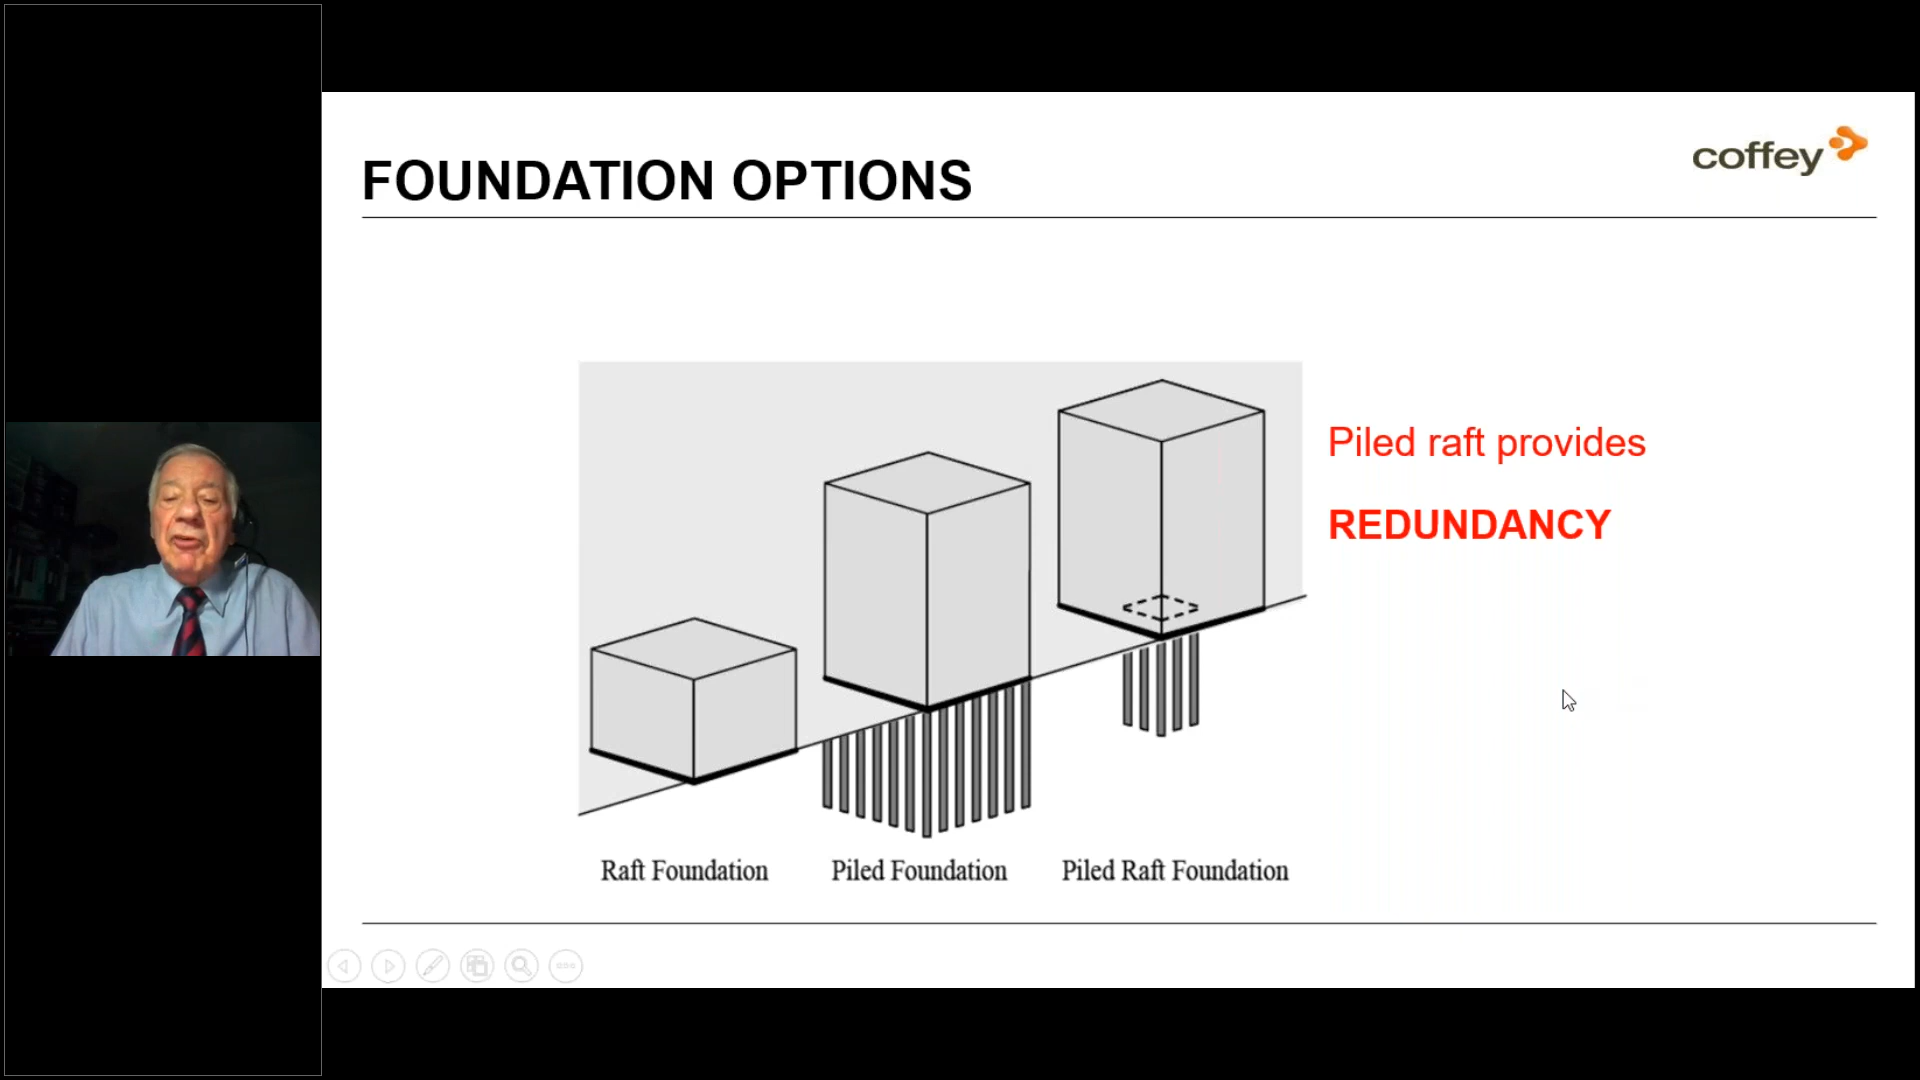 FOUNDATION OPTIONS
coffey
Piled raft provides
REDUNDANCY
Raft Foundation
Piled Foundation
Piled Raft Foundation